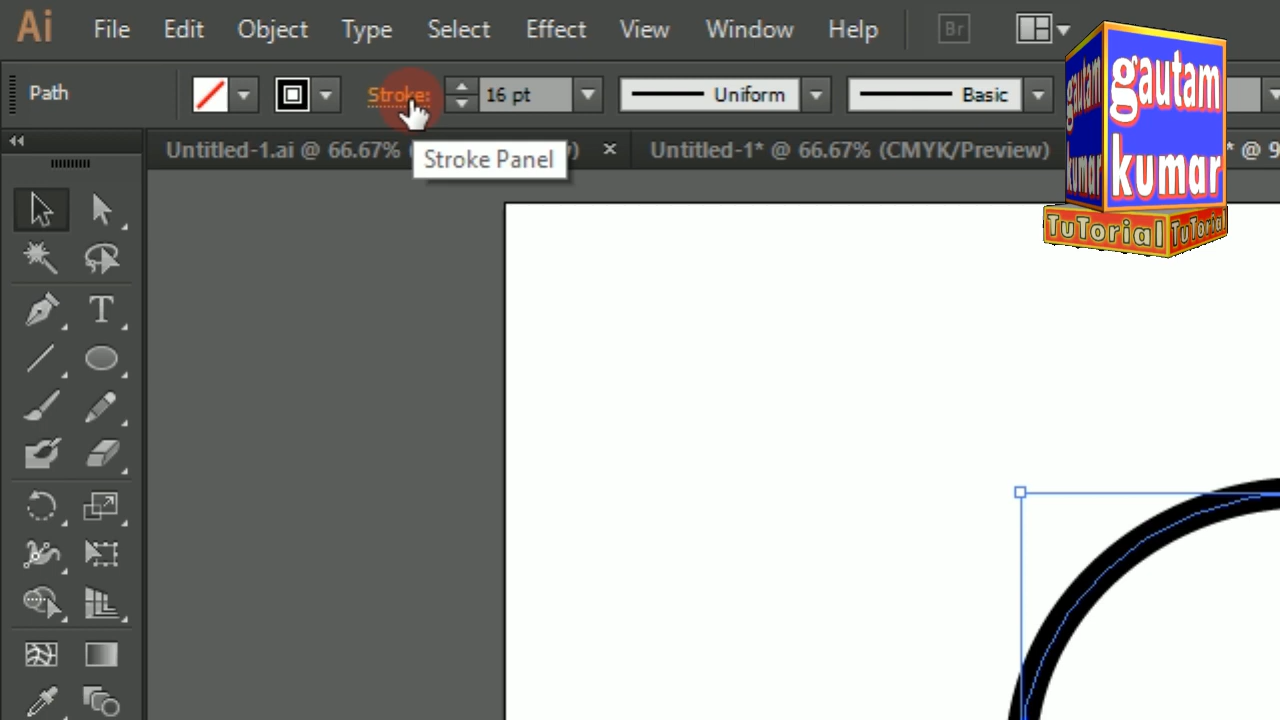 Ai File Edit Object Type Select Effect View Window Help Br
Path Stroke: 16 pt Uniform Basic
Stroke Panel
Untitled-1.ai @ 66.67% ( y) × Untitled-1* @ 66.67% (CMYK/Preview) * @ 9
T
gautam gautam
kumar kumar
TuTorial TuTorial